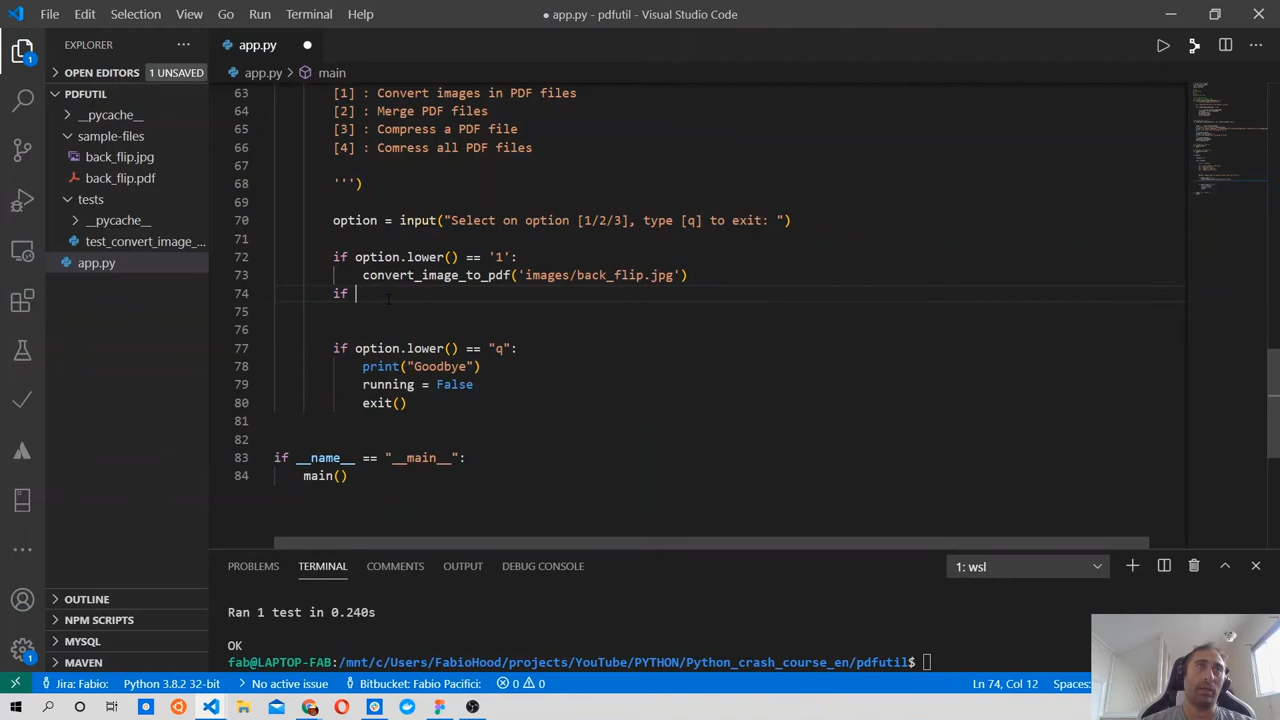 File Edit Selection View Go Run Terminal Help
● app.py - pdfutil - Visual Studio Code
EXPLORER
app.py
OPEN EDITORS 1 UNSAVED
app.py > main
PDFUTIL
__pycache__
sample-files
back_flip.jpg
back_flip.pdf
tests
__pycache__
test_convert_image_...
app.py
63 [1] : Convert images in PDF files
64 [2] : Merge PDF files
65 [3] : Compress a PDF file
66 [4] : Comress all PDF files
67
68 ''')
69
70 option = input("Select on option [1/2/3], type [q] to exit: ")
71
72 if option.lower() == '1':
73 convert_image_to_pdf('images/back_flip.jpg')
74 if
75
76
77 if option.lower() == "q":
78 print("Goodbye")
79 running = False
80 exit()
81
82
83 if __name__ == "__main__":
84 main()
PROBLEMS TERMINAL COMMENTS OUTPUT DEBUG CONSOLE
1: wsl
Ran 1 test in 0.240s
OK
fab@LAPTOP-FAB:/mnt/c/Users/FabioHood/projects/YouTube/PYTHON/Python_crash_course_en/pdfutil$
OUTLINE
NPM SCRIPTS
MYSQL
MAVEN
1
1
Jira: Fabio: Python 3.8.2 32-bit No active issue Bitbucket: Fabio Pacifici: 0 0
Ln 74, Col 12 Spaces: